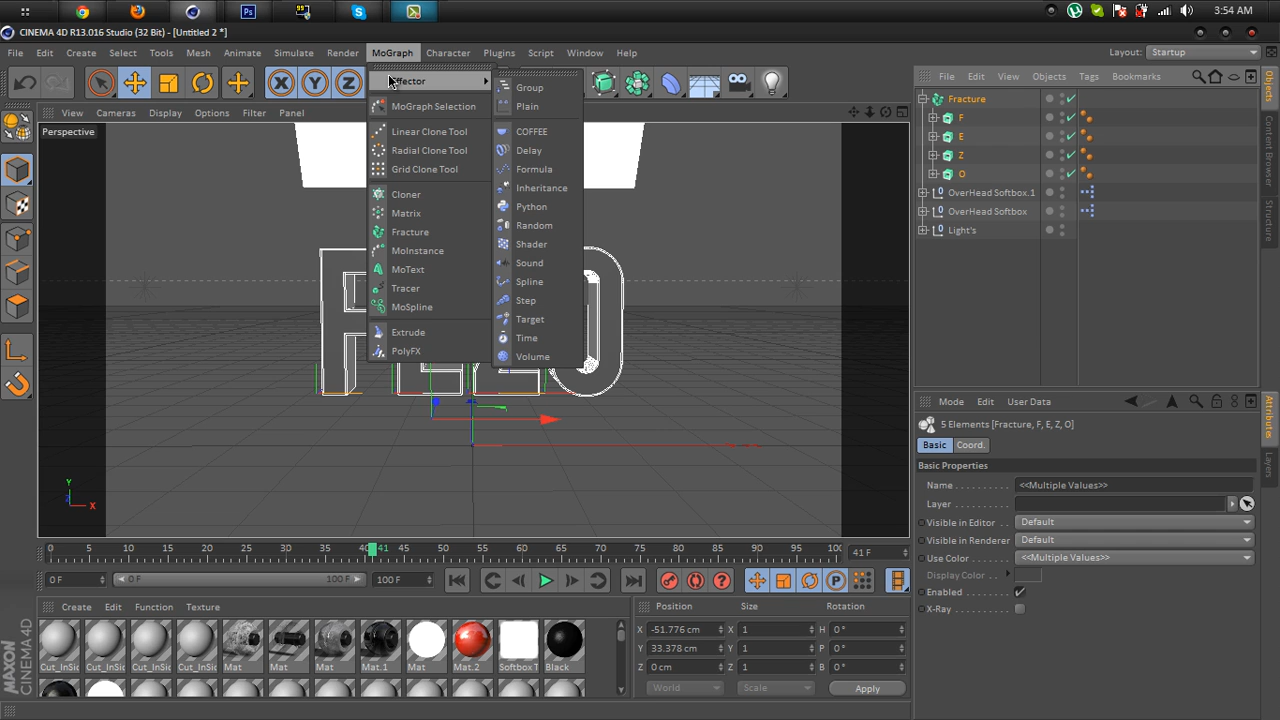 3:54 AM
CINEMA 4D R13.016 Studio (32 Bit) - [Untitled 2 *]
File Edit Create Select Tools Mesh Animate Simulate Render MoGraph Character Plugins Script Window Help
Layout: Startup
View Cameras Display Options Filter Panel
Perspective
MoGraph Selection
Linear Clone Tool
Radial Clone Tool
Grid Clone Tool
Cloner
Matrix
Fracture
MoInstance
MoText
Tracer
MoSpline
Extrude
PolyFX
Group
Plain
COFFEE
Delay
Formula
Inheritance
Python
Random
Shader
Sound
Spline
Step
Target
Time
Volume
X Y Z
File Edit View Objects Tags Bookmarks
Fracture
F
E
Z
O
OverHead Softbox.1
OverHead Softbox
Light's
Objects
Mode Edit User Data
5 Elements [Fracture, F, E, Z, O]
Basic Coord.
Basic Properties
Name <<Multiple Values>>
Layer
Visible in Editor Default
Visible in Renderer Default
Use Color <<Multiple Values>>
Display Color
Enabled
X-Ray
Attributes
Layers
Y
Z
X
0 5 10 15 20 25 30 35 40 41 45 50 55 60 65 70 75 80 85 90 95 100
41 F
0 F 0 F 100 F 100 F
Create Edit Function Texture
Cut_InSic Cut_InSic Cut_InSic Cut_InSic Mat Mat Mat.1 Mat Mat.2 Softbox T Black
Position Size Rotation
X -51.776 cm X 1 H 0 °
Y 33.378 cm Y 1 P 0 °
Z 0 cm Z 1 B 0 °
World Scale Apply
MAXON CINEMA4D